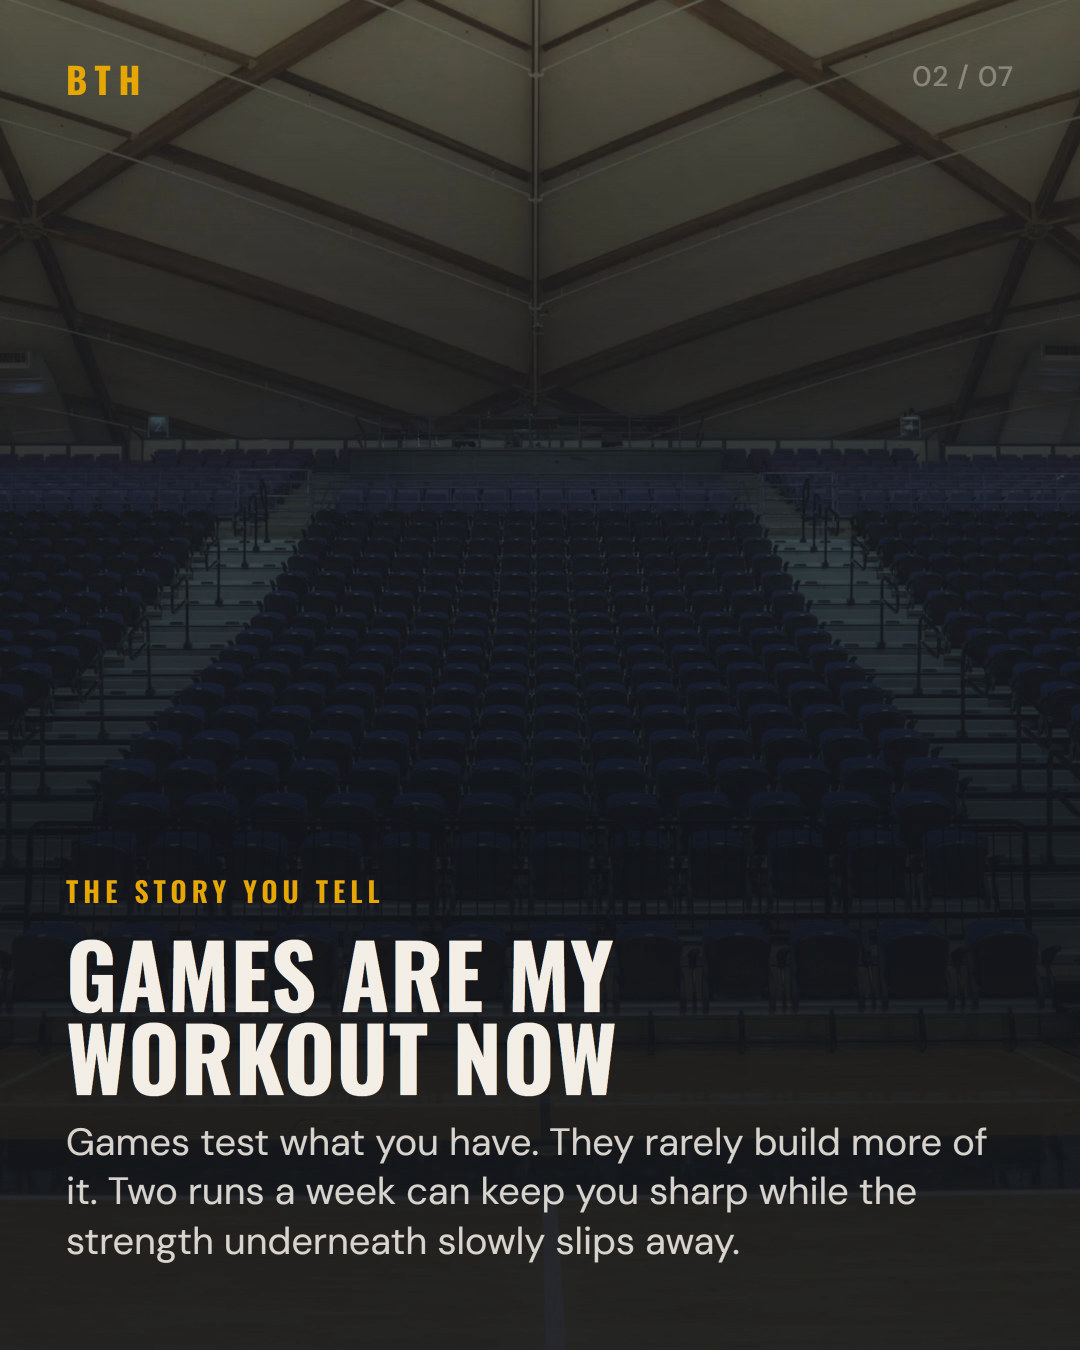 BTH
02 / 07
THE STORY YOU TELL
GAMES ARE MY
WORKOUT NOW
Games test what you have. They rarely build more of
it. Two runs a week can keep you sharp while the
strength underneath slowly slips away.